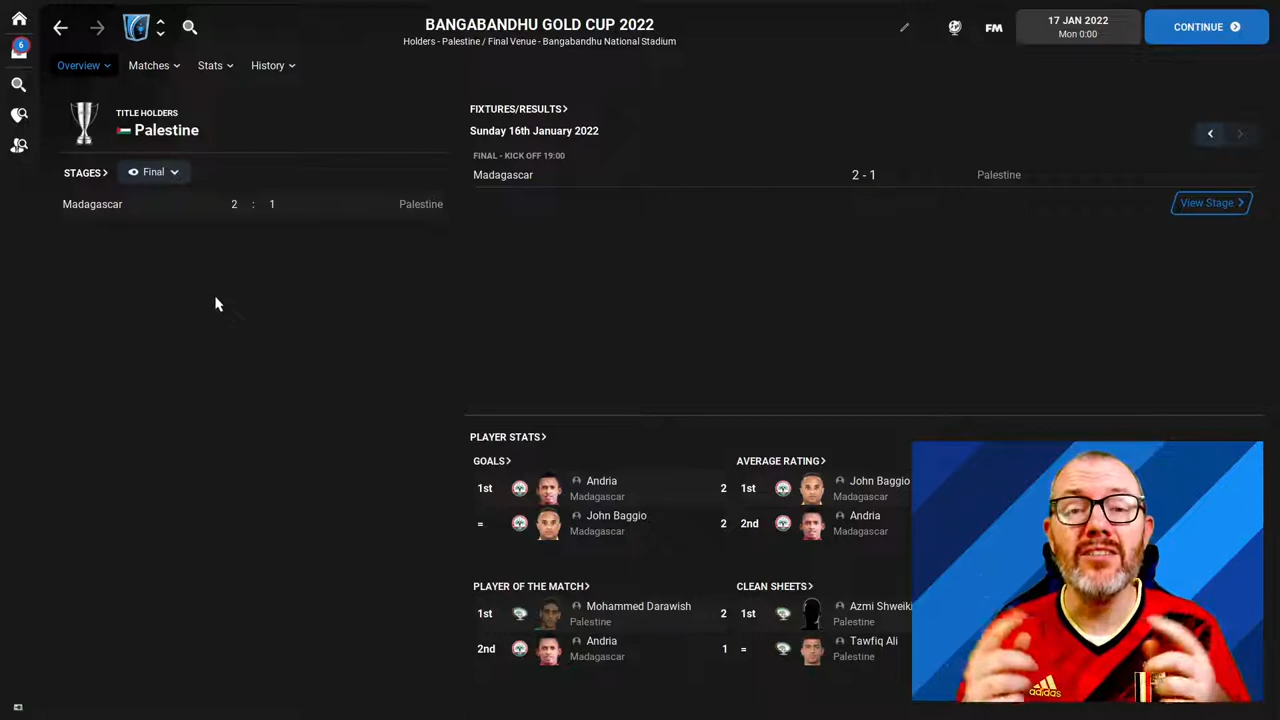 BANGABANDHU GOLD CUP 2022
Holders - Palestine / Final Venue - Bangabandhu National Stadium
FM
17 JAN 2022
Mon 0:00
CONTINUE
6
Overview
Matches
Stats
History
TITLE HOLDERS
Palestine
STAGES
Final
Madagascar 2 : 1 Palestine
FIXTURES/RESULTS
Sunday 16th January 2022
FINAL - KICK OFF 19:00
Madagascar 2 - 1 Palestine
View Stage
PLAYER STATS
GOALS
1st Andria 2
Madagascar
= John Baggio 2
Madagascar
AVERAGE RATING
1st John Baggio
Madagascar
2nd Andria
Madagascar
PLAYER OF THE MATCH
1st Mohammed Darawish 2
Palestine
2nd Andria 1
Madagascar
CLEAN SHEETS
1st Azmi Shweiki
Palestine
= Tawfiq Ali
Palestine
adidas